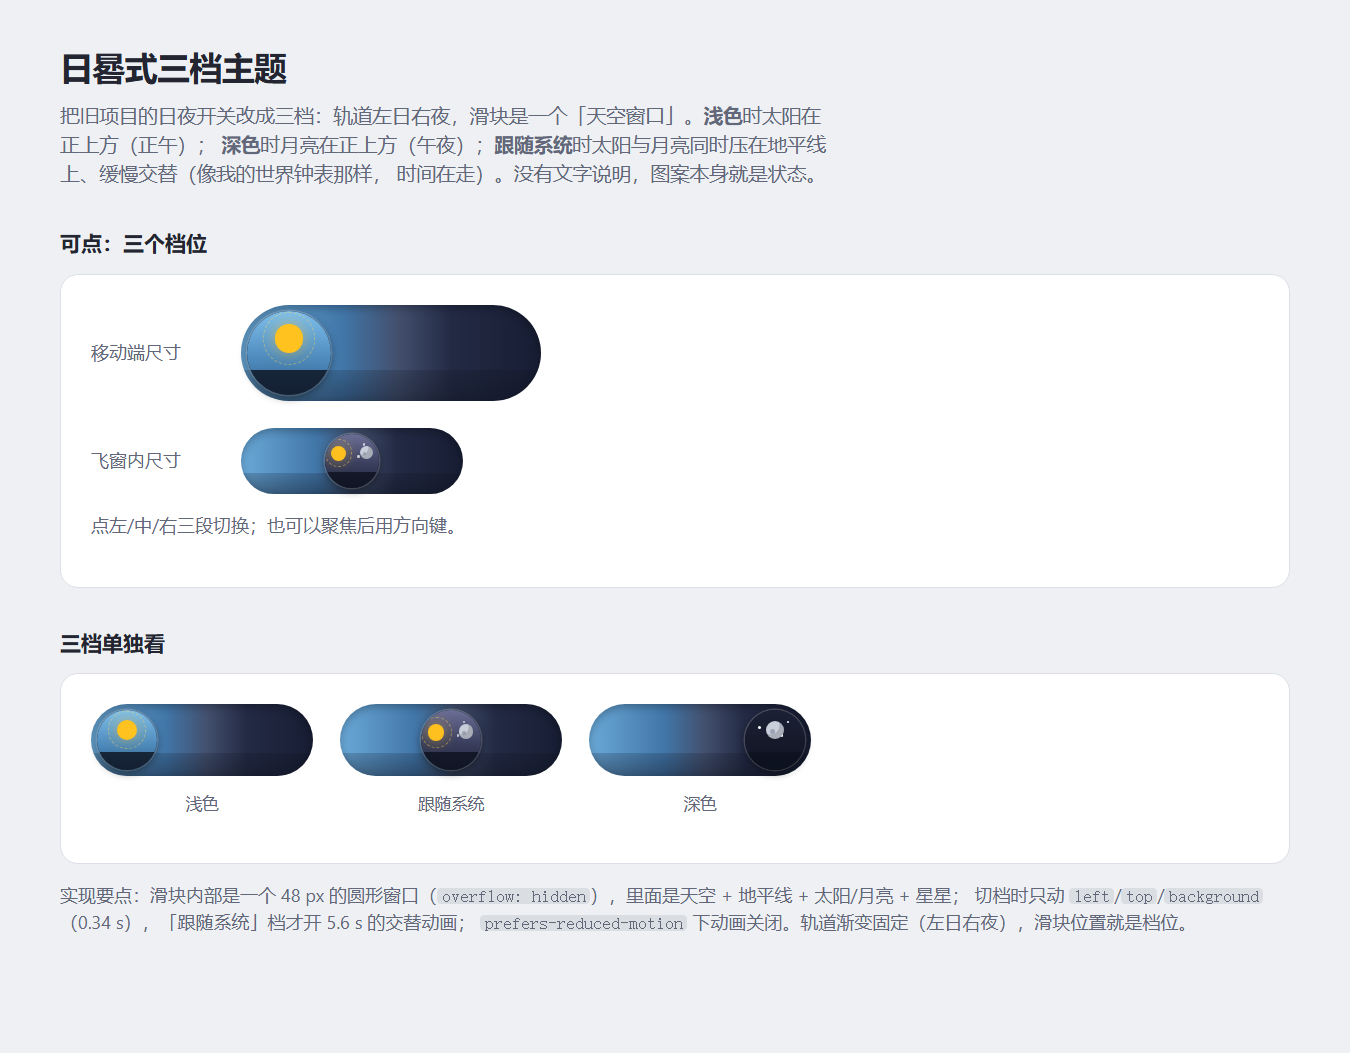 日晷式三档主题
把旧项目的日夜开关改成三档：轨道左日右夜，滑块是一个「天空窗口」。浅色时太阳在
正上方（正午）； 深色时月亮在正上方（午夜）；跟随系统时太阳与月亮同时压在地平线
上、缓慢交替（像我的世界钟表那样， 时间在走）。没有文字说明，图案本身就是状态。
可点：三个档位
移动端尺寸
飞窗内尺寸
点左/中/右三段切换；也可以聚焦后用方向键。
三档单独看
浅色
跟随系统
深色
实现要点：滑块内部是一个 48 px 的圆形窗口（overflow: hidden），里面是天空 + 地平线 + 太阳/月亮 + 星星； 切档时只动 left/top/background
（0.34 s），「跟随系统」档才开 5.6 s 的交替动画； prefers-reduced-motion 下动画关闭。轨道渐变固定（左日右夜），滑块位置就是档位。